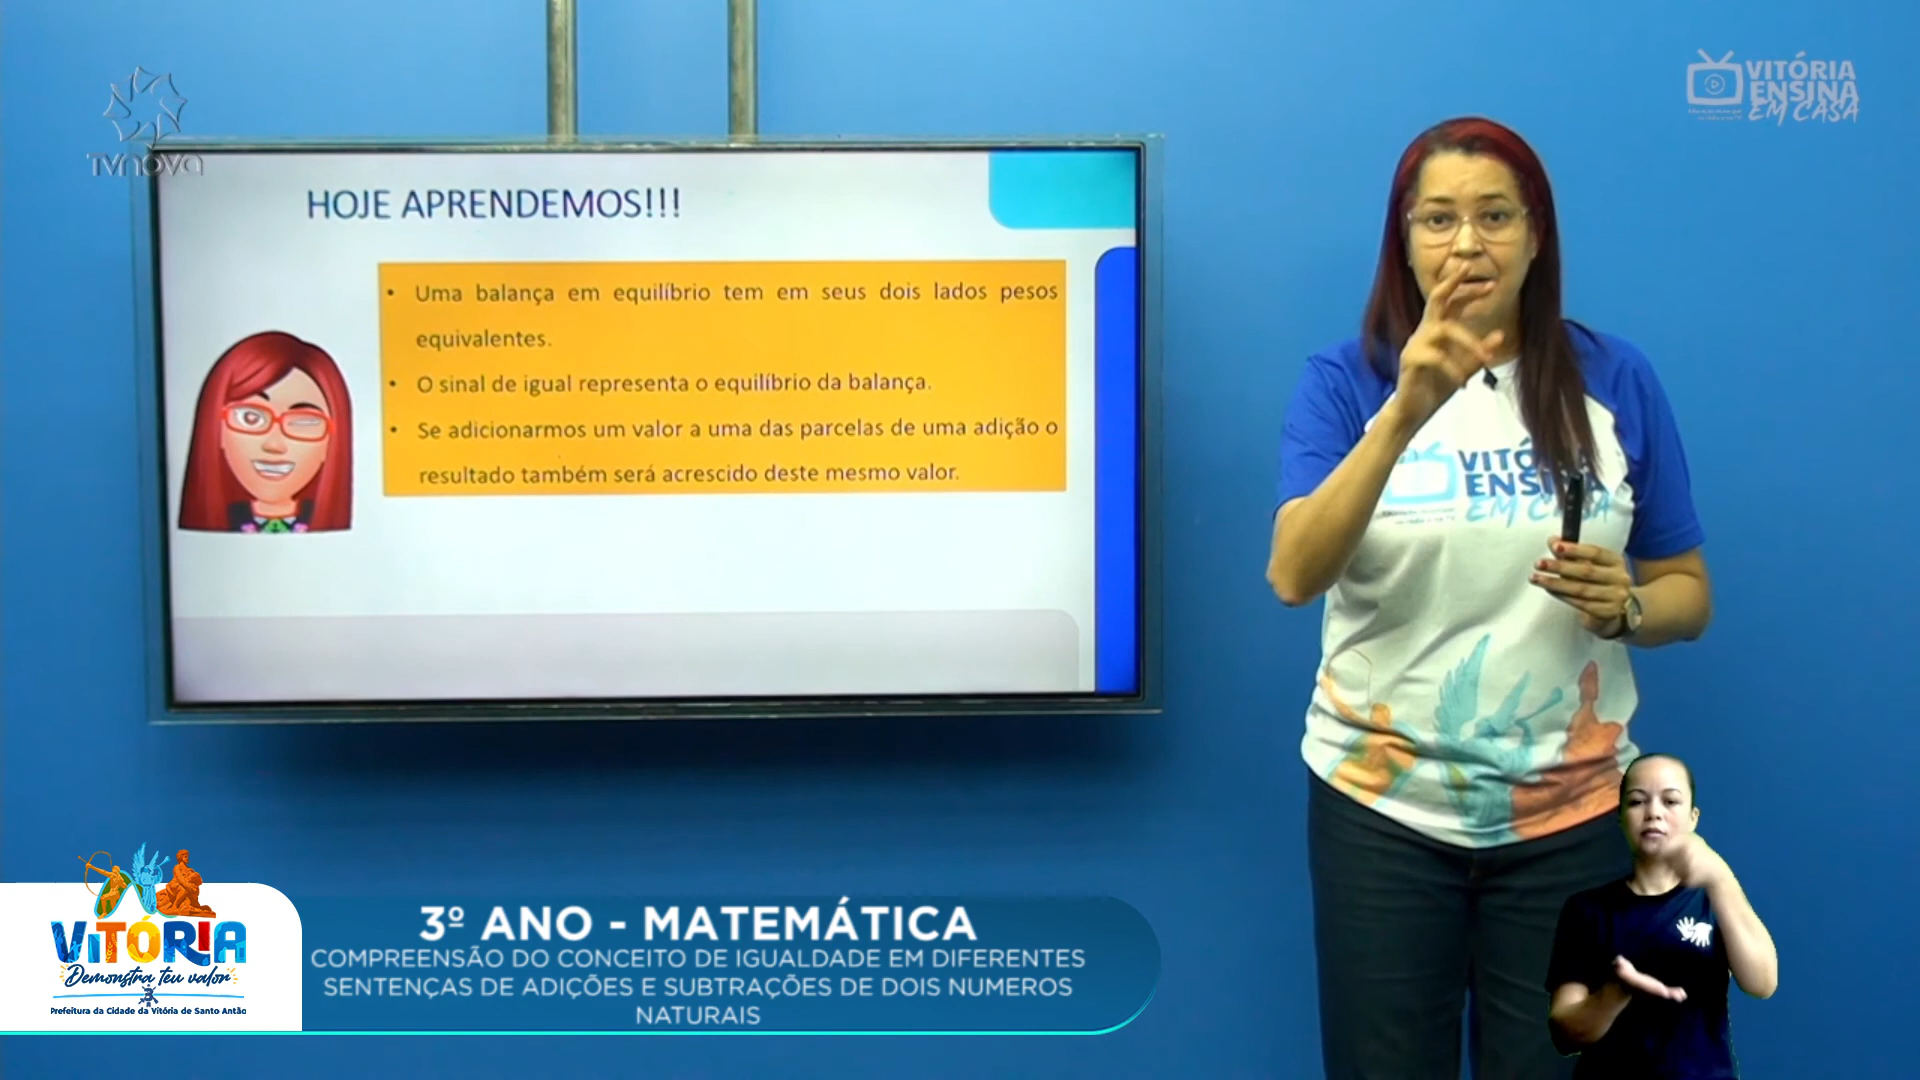 TVNOVA
VITÓRIA
ENSINA
EM CASA
HOJE APRENDEMOS!!!
• Uma balança em equilíbrio tem em seus dois lados pesos
equivalentes.
• O sinal de igual representa o equilíbrio da balança.
• Se adicionarmos um valor a uma das parcelas de uma adição o
resultado também será acrescido deste mesmo valor.
ENSINA
EM CASA
VITÓRIA
Demonstra teu valor
Prefeitura da Cidade da Vitória de Santo Antão
3º ANO - MATEMÁTICA
COMPREENSÃO DO CONCEITO DE IGUALDADE EM DIFERENTES
SENTENÇAS DE ADIÇÕES E SUBTRAÇÕES DE DOIS NUMEROS
NATURAIS